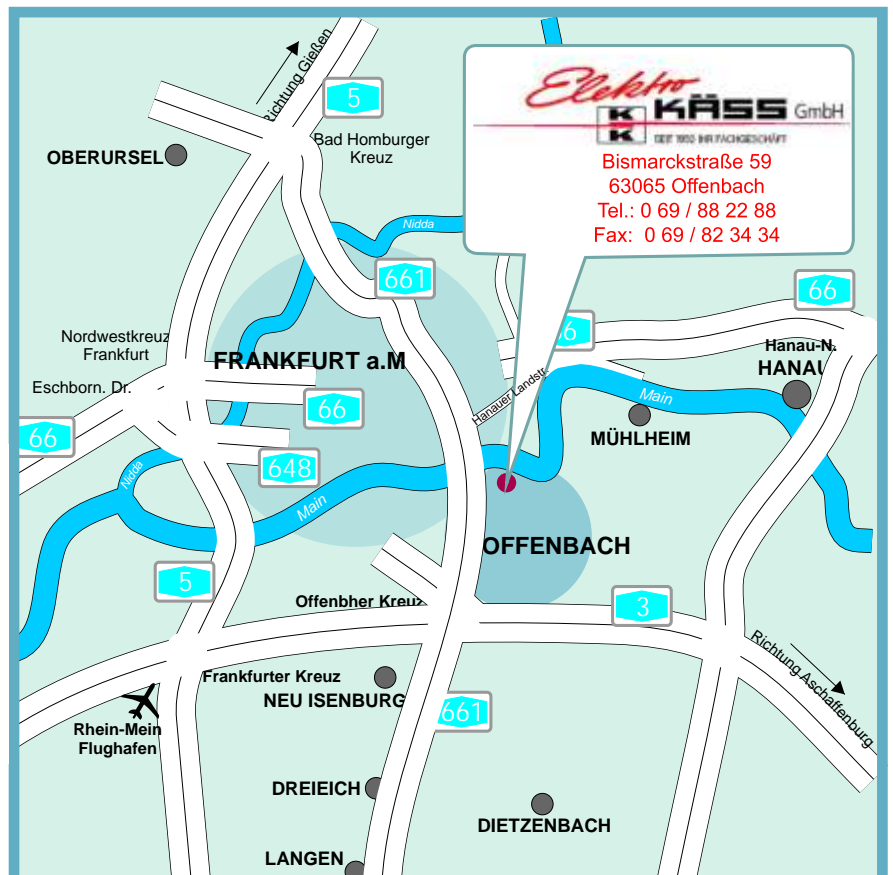 Richtung Gießen
5
Bad Homburger
Kreuz
OBERURSEL
Elektro
KÄSS GmbH
K
K
SEIT 1950 IHR FACHGESCHÄFT
Bismarckstraße 59
63065 Offenbach
Tel.: 0 69 / 88 22 88
Fax: 0 69 / 82 34 34
Nidda
661
66
66
Nordwestkreuz
Frankfurt
FRANKFURT a.M
Hanau-N.
HANAU
Eschborn. Dr.
Hanauer Landstr.
Main
66
66
MÜHLHEIM
648
Nidda
Main
OFFENBACH
5
Offenbher Kreuz
3
Richtung Aschaffenburg
Frankfurter Kreuz
NEU ISENBURG
661
Rhein-Mein
Flughafen
DREIEICH
DIETZENBACH
LANGEN